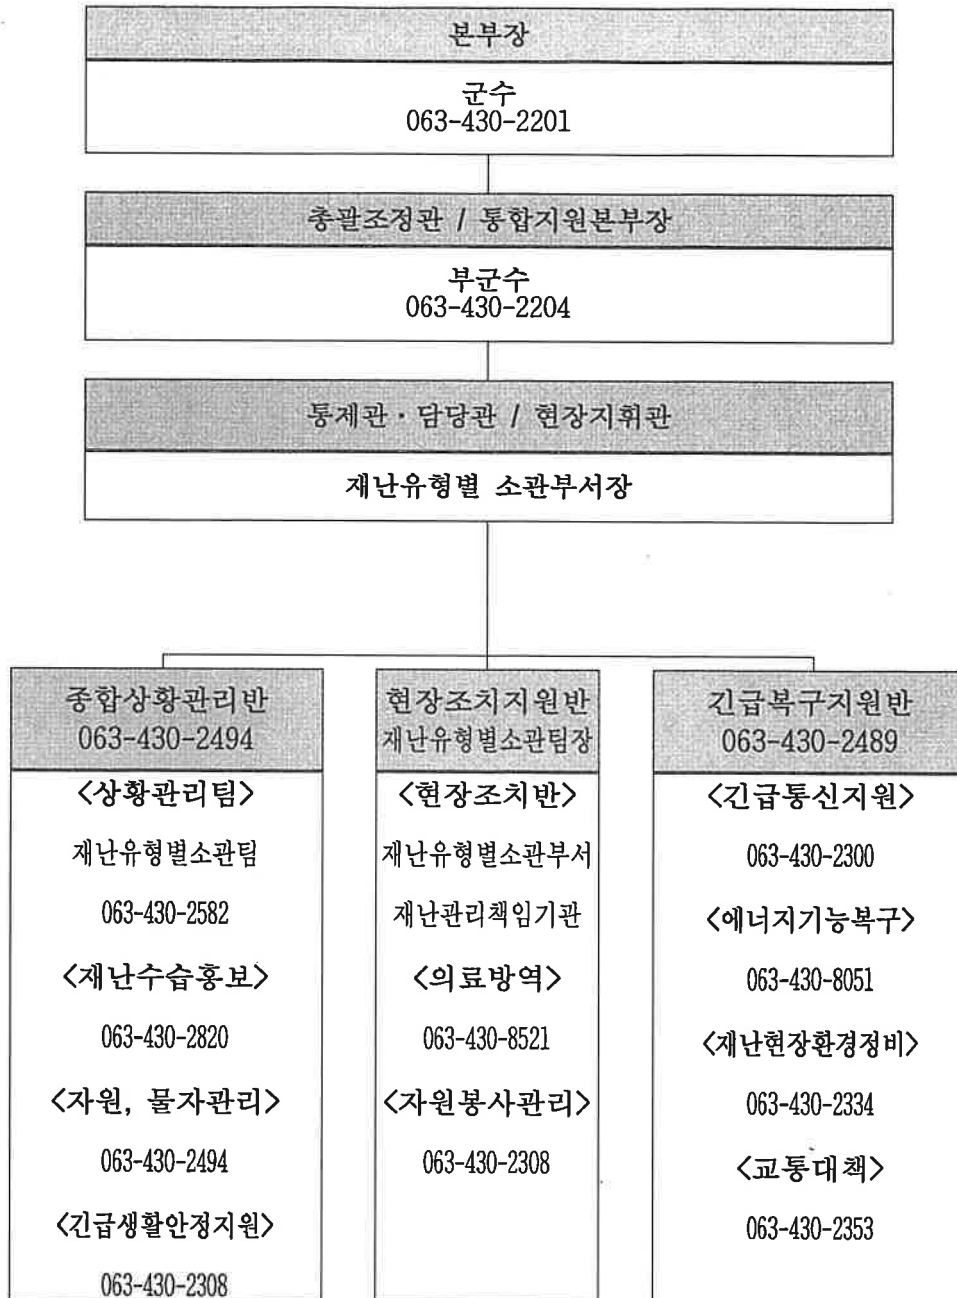 본부장
군수
063-430-2201
총괄조정관 / 통합지원본부장
부군수
063-430-2204
통제관 · 담당관 / 현장지휘관
재난유형별 소관부서장
종합상황관리반
063-430-2494
<상황관리팀>
재난유형별소관팀
063-430-2582
<재난수습홍보>
063-430-2820
<자원, 물자관리>
063-430-2494
<긴급생활안정지원>
063-430-2308
현장조치지원반
재난유형별소관팀장
<현장조치반>
재난유형별소관부서
재난관리책임기관
<의료방역>
063-430-8521
<자원봉사관리>
063-430-2308
긴급복구지원반
063-430-2489
<긴급통신지원>
063-430-2300
<에너지기능복구>
063-430-8051
<재난현장환경정비>
063-430-2334
<교통대책>
063-430-2353